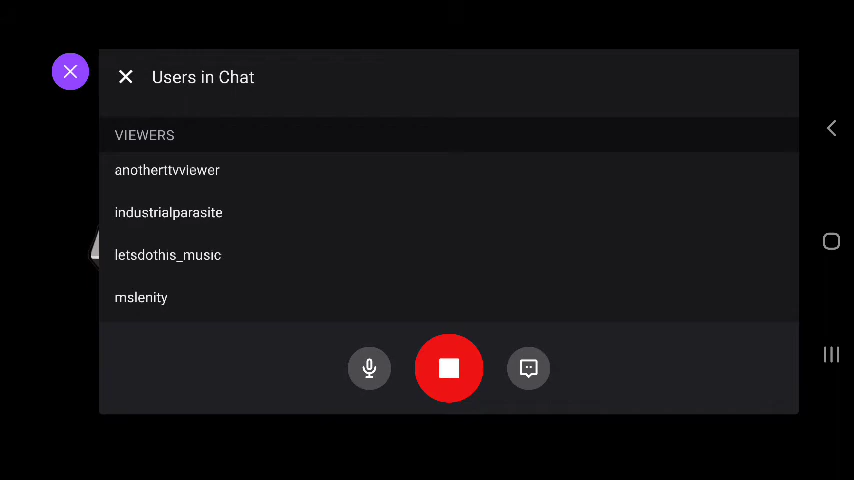 Users in Chat
VIEWERS
anotherttvviewer
industrialparasite
letsdothis_music
mslenity